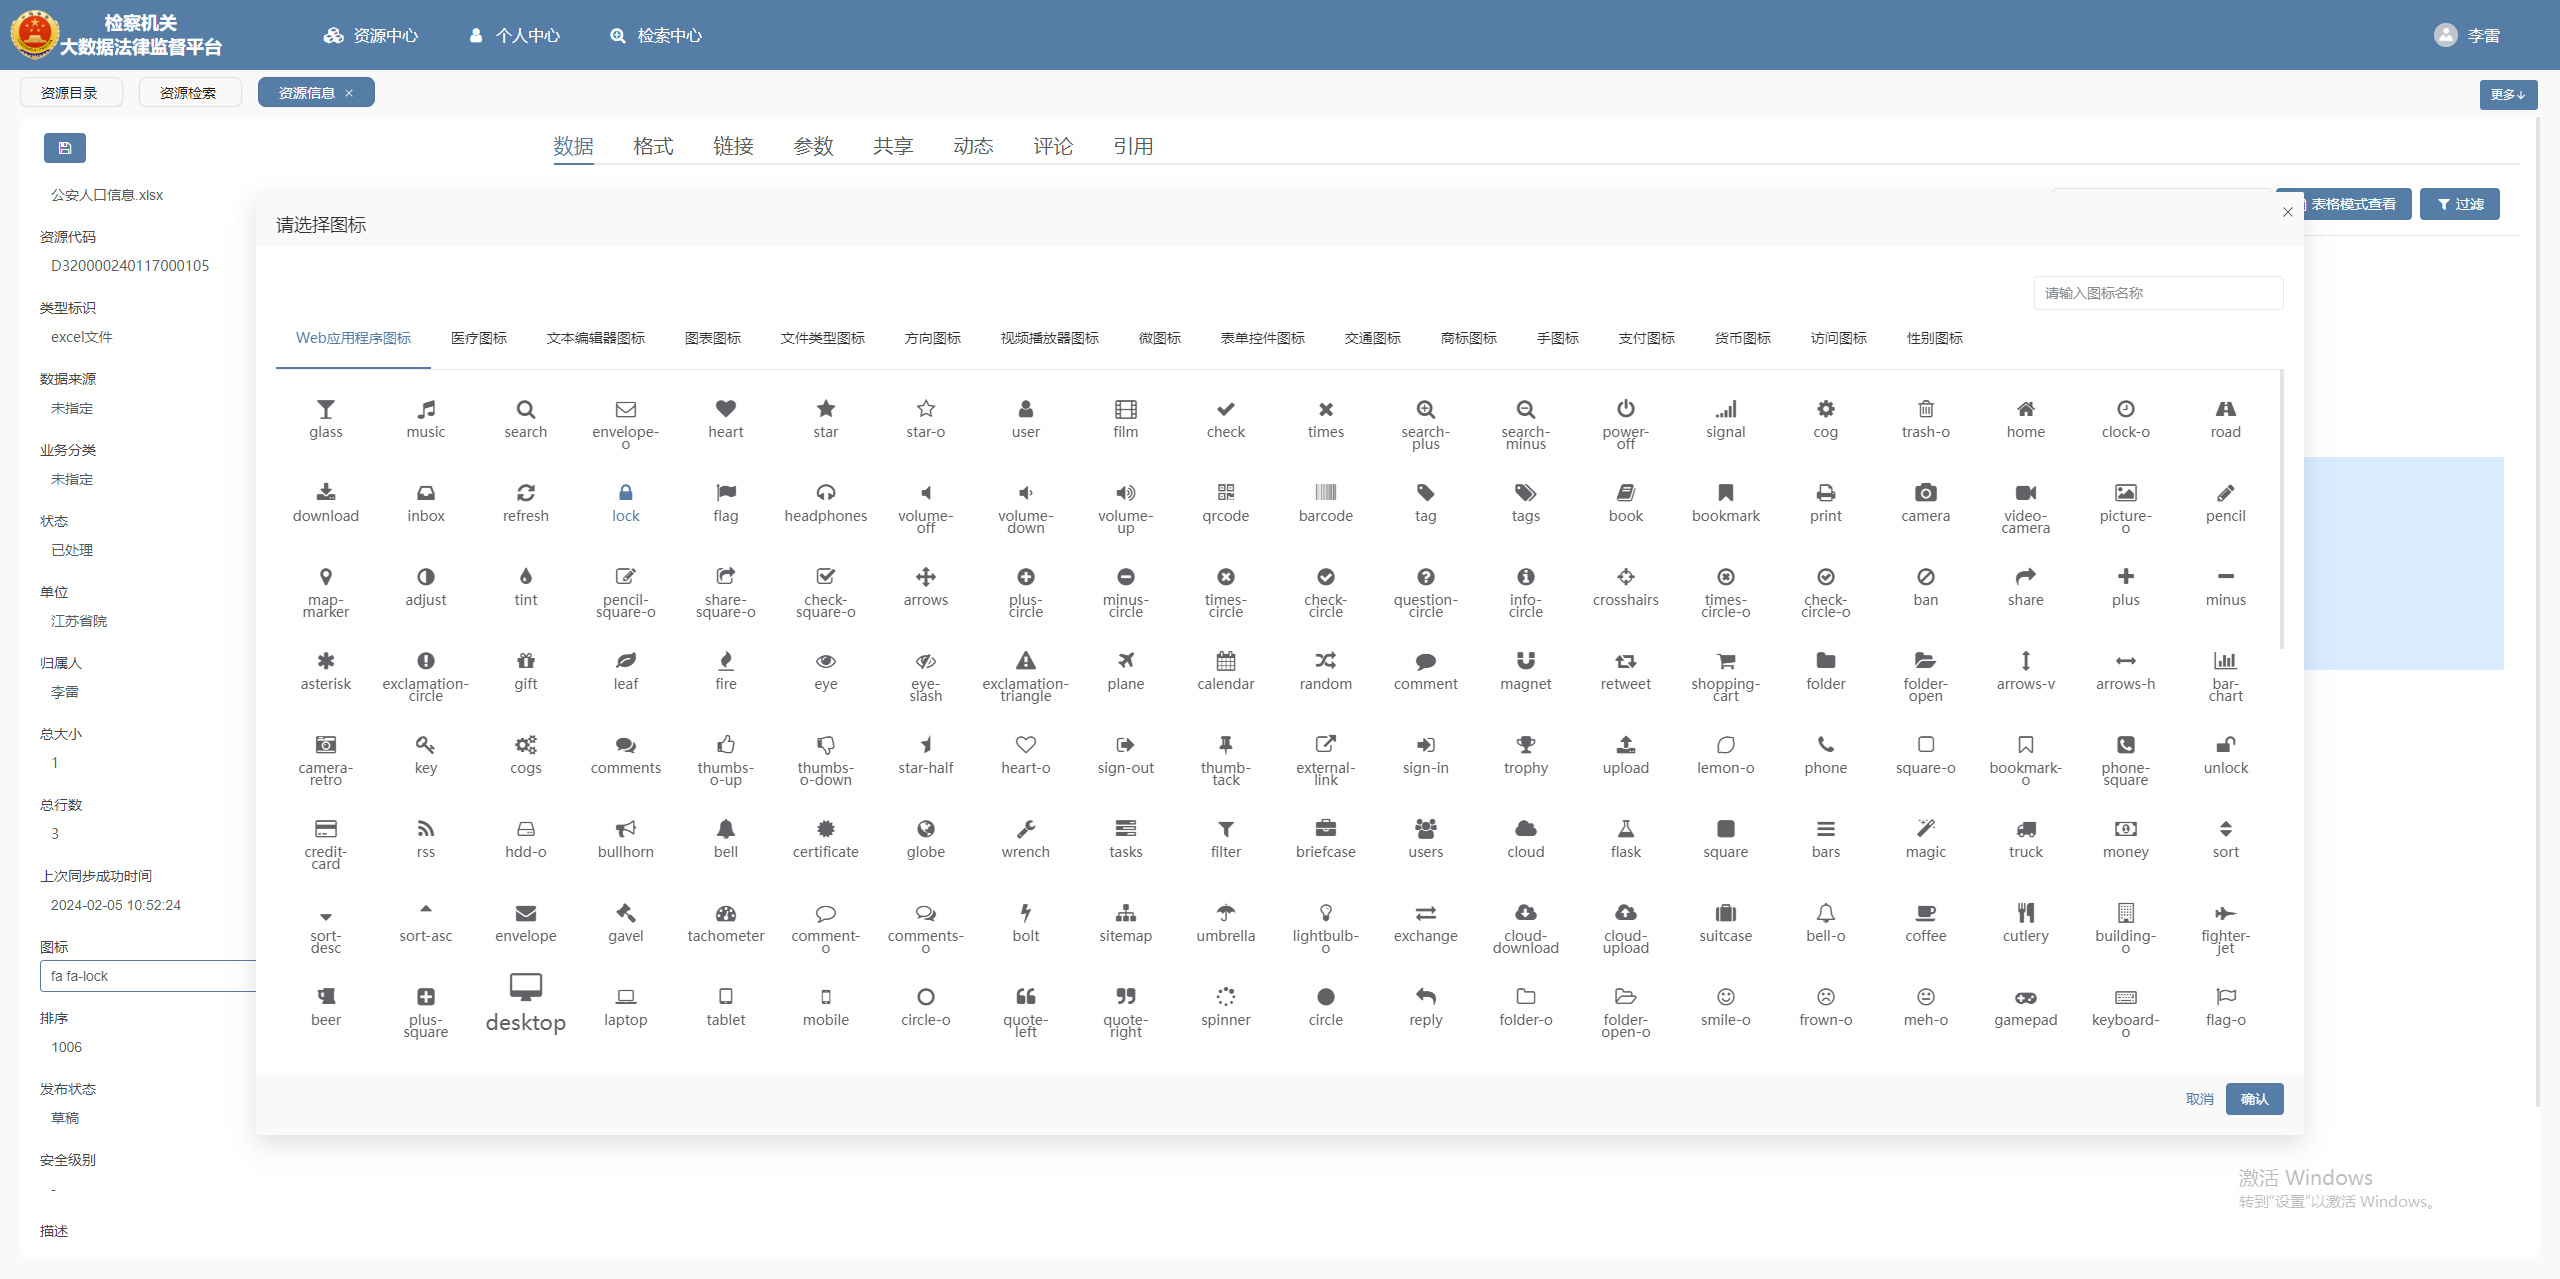 检察机关
大数据法律监督平台
资源中心
个人中心
检索中心
李雷
资源目录
资源检索
资源信息 ×
更多↓
公安人口信息.xlsx
资源代码
D320000240117000105
类型标识
excel文件
数据来源
未指定
业务分类
未指定
状态
已处理
单位
江苏省院
归属人
李雷
总大小
1
总行数
3
上次同步成功时间
2024-02-05 10:52:24
图标
fa fa-lock
排序
1006
发布状态
草稿
安全级别
-
描述
数据 格式 链接 参数 共享 动态 评论 引用
表格模式查看
过滤
请选择图标
请输入图标名称
Web应用程序图标 医疗图标 文本编辑器图标 图表图标 文件类型图标 方向图标 视频播放器图标 微图标 表单控件图标 交通图标 商标图标 手图标 支付图标 货币图标 访问图标 性别图标
glass music search envelope-o heart star star-o user film check times search-plus search-minus power-off signal cog trash-o home clock-o road
download inbox refresh lock flag headphones volume-off volume-down volume-up qrcode barcode tag tags book bookmark print camera video-camera picture-o pencil
map-marker adjust tint pencil-square-o share-square-o check-square-o arrows plus-circle minus-circle times-circle check-circle question-circle info-circle crosshairs times-circle-o check-circle-o ban share plus minus
asterisk exclamation-circle gift leaf fire eye eye-slash exclamation-triangle plane calendar random comment magnet retweet shopping-cart folder folder-open arrows-v arrows-h bar-chart
camera-retro key cogs comments thumbs-o-up thumbs-o-down star-half heart-o sign-out thumb-tack external-link sign-in trophy upload lemon-o phone square-o bookmark-o phone-square unlock
credit-card rss hdd-o bullhorn bell certificate globe wrench tasks filter briefcase users cloud flask square bars magic truck money sort
sort-desc sort-asc envelope gavel tachometer comment-o comments-o bolt sitemap umbrella lightbulb-o exchange cloud-download cloud-upload suitcase bell-o coffee cutlery building-o fighter-jet
beer plus-square desktop laptop tablet mobile circle-o quote-left quote-right spinner circle reply folder-o folder-open-o smile-o frown-o meh-o gamepad keyboard-o flag-o
取消
确认
激活 Windows
转到"设置"以激活 Windows。